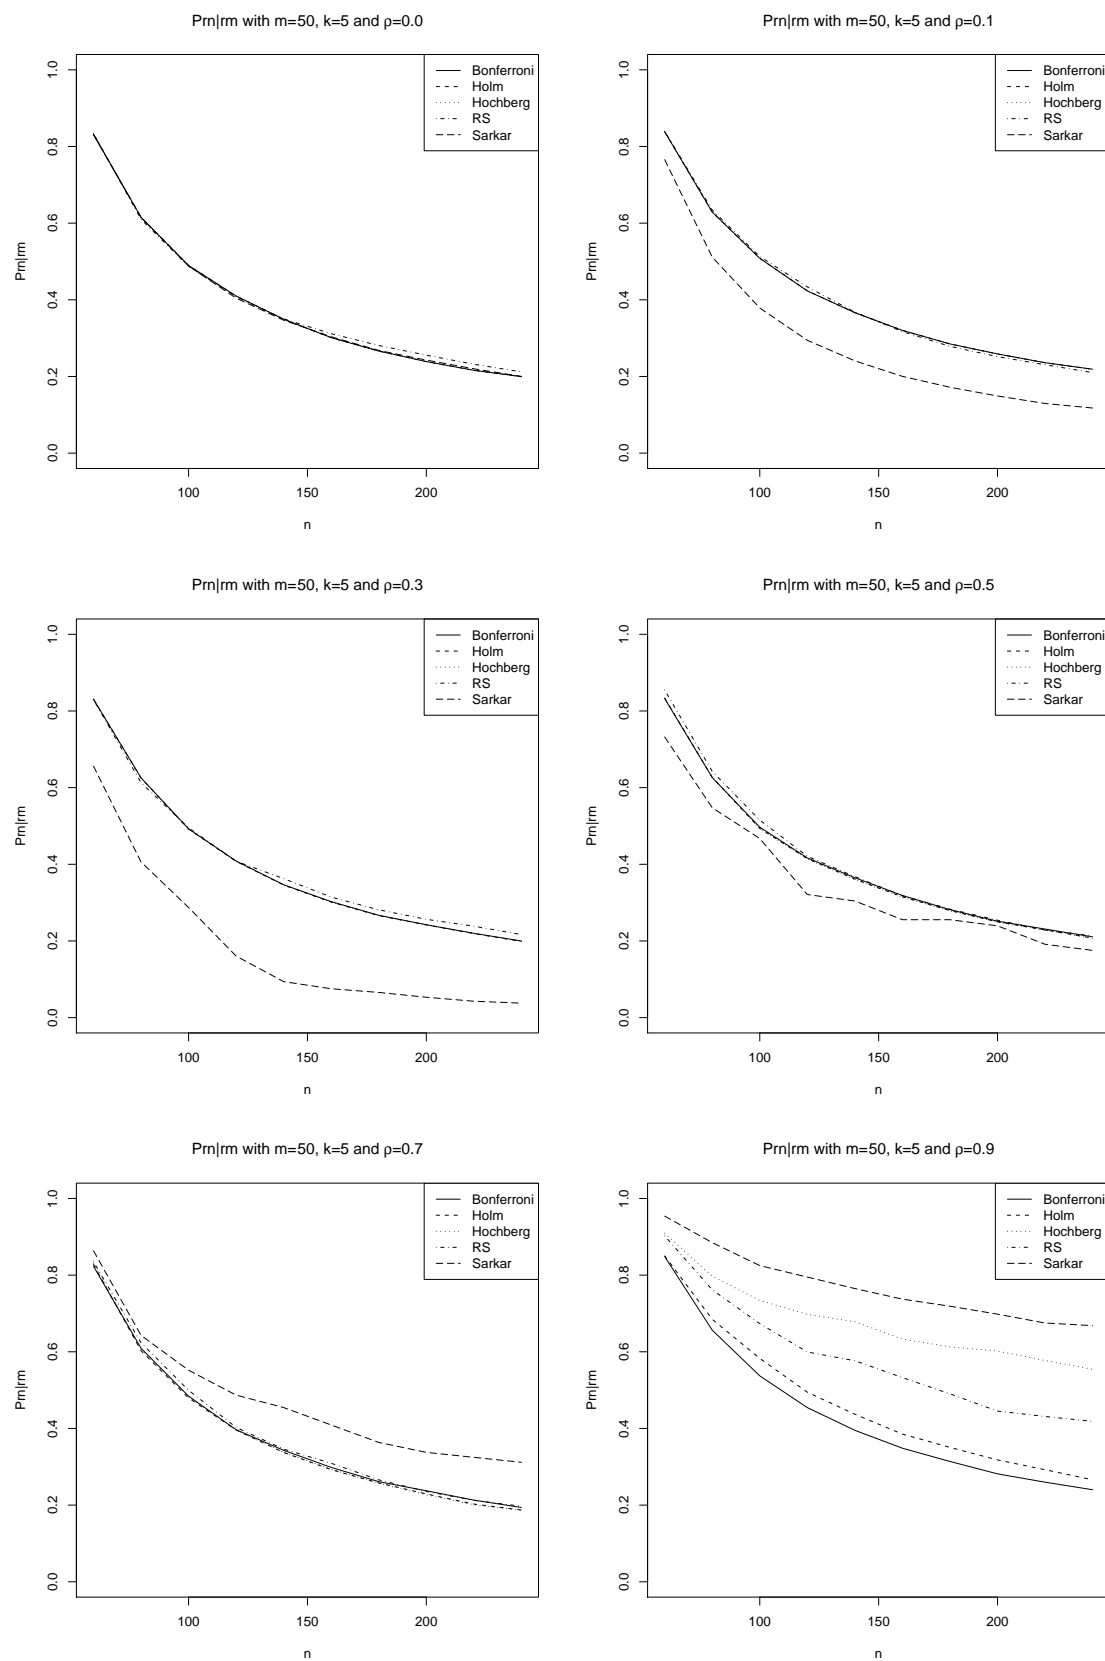 Prn|rm with m=50, k=5 and ρ=0.0
Prn|rm
1.0
0.8
0.6
0.4
0.2
0.0
Bonferroni
Holm
Hochberg
RS
Sarkar
100
150
200
n
Prn|rm with m=50, k=5 and ρ=0.1
Prn|rm
1.0
0.8
0.6
0.4
0.2
0.0
Bonferroni
Holm
Hochberg
RS
Sarkar
100
150
200
n
Prn|rm with m=50, k=5 and ρ=0.3
Prn|rm
1.0
0.8
0.6
0.4
0.2
0.0
Bonferroni
Holm
Hochberg
RS
Sarkar
100
150
200
n
Prn|rm with m=50, k=5 and ρ=0.5
Prn|rm
1.0
0.8
0.6
0.4
0.2
0.0
Bonferroni
Holm
Hochberg
RS
Sarkar
100
150
200
n
Prn|rm with m=50, k=5 and ρ=0.7
Prn|rm
1.0
0.8
0.6
0.4
0.2
0.0
Bonferroni
Holm
Hochberg
RS
Sarkar
100
150
200
n
Prn|rm with m=50, k=5 and ρ=0.9
Prn|rm
1.0
0.8
0.6
0.4
0.2
0.0
Bonferroni
Holm
Hochberg
RS
Sarkar
100
150
200
n